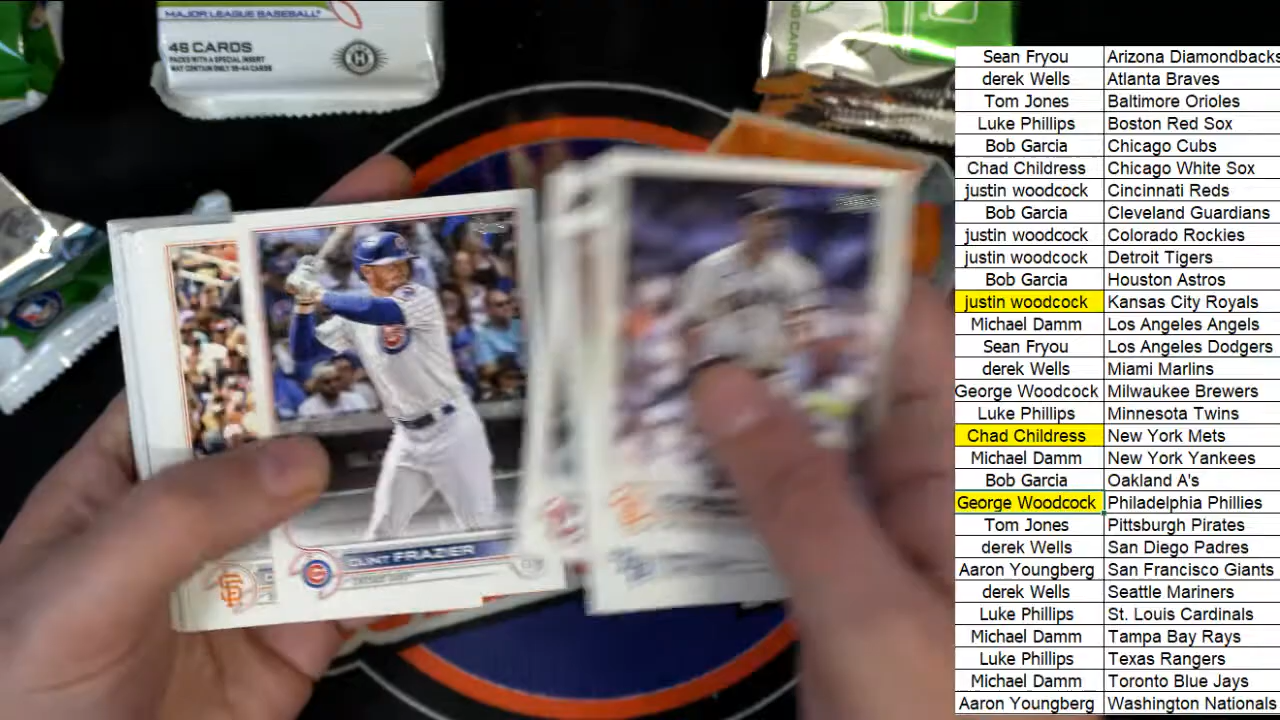 MAJOR LEAGUE BASEBALL
46 CARDS
PACKS WITH A SPECIAL INSERT
MAY CONTAIN ONLY
CLINT FRAZIER
Sean Fryou Arizona Diamondbacks
derek Wells Atlanta Braves
Tom Jones Baltimore Orioles
Luke Phillips Boston Red Sox
Bob Garcia Chicago Cubs
Chad Childress Chicago White Sox
justin woodcock Cincinnati Reds
Bob Garcia Cleveland Guardians
justin woodcock Colorado Rockies
justin woodcock Detroit Tigers
Bob Garcia Houston Astros
justin woodcock Kansas City Royals
Michael Damm Los Angeles Angels
Sean Fryou Los Angeles Dodgers
derek Wells Miami Marlins
George Woodcock Milwaukee Brewers
Luke Phillips Minnesota Twins
Chad Childress New York Mets
Michael Damm New York Yankees
Bob Garcia Oakland A's
George Woodcock Philadelphia Phillies
Tom Jones Pittsburgh Pirates
derek Wells San Diego Padres
Aaron Youngberg San Francisco Giants
derek Wells Seattle Mariners
Luke Phillips St. Louis Cardinals
Michael Damm Tampa Bay Rays
Luke Phillips Texas Rangers
Michael Damm Toronto Blue Jays
Aaron Youngberg Washington Nationals